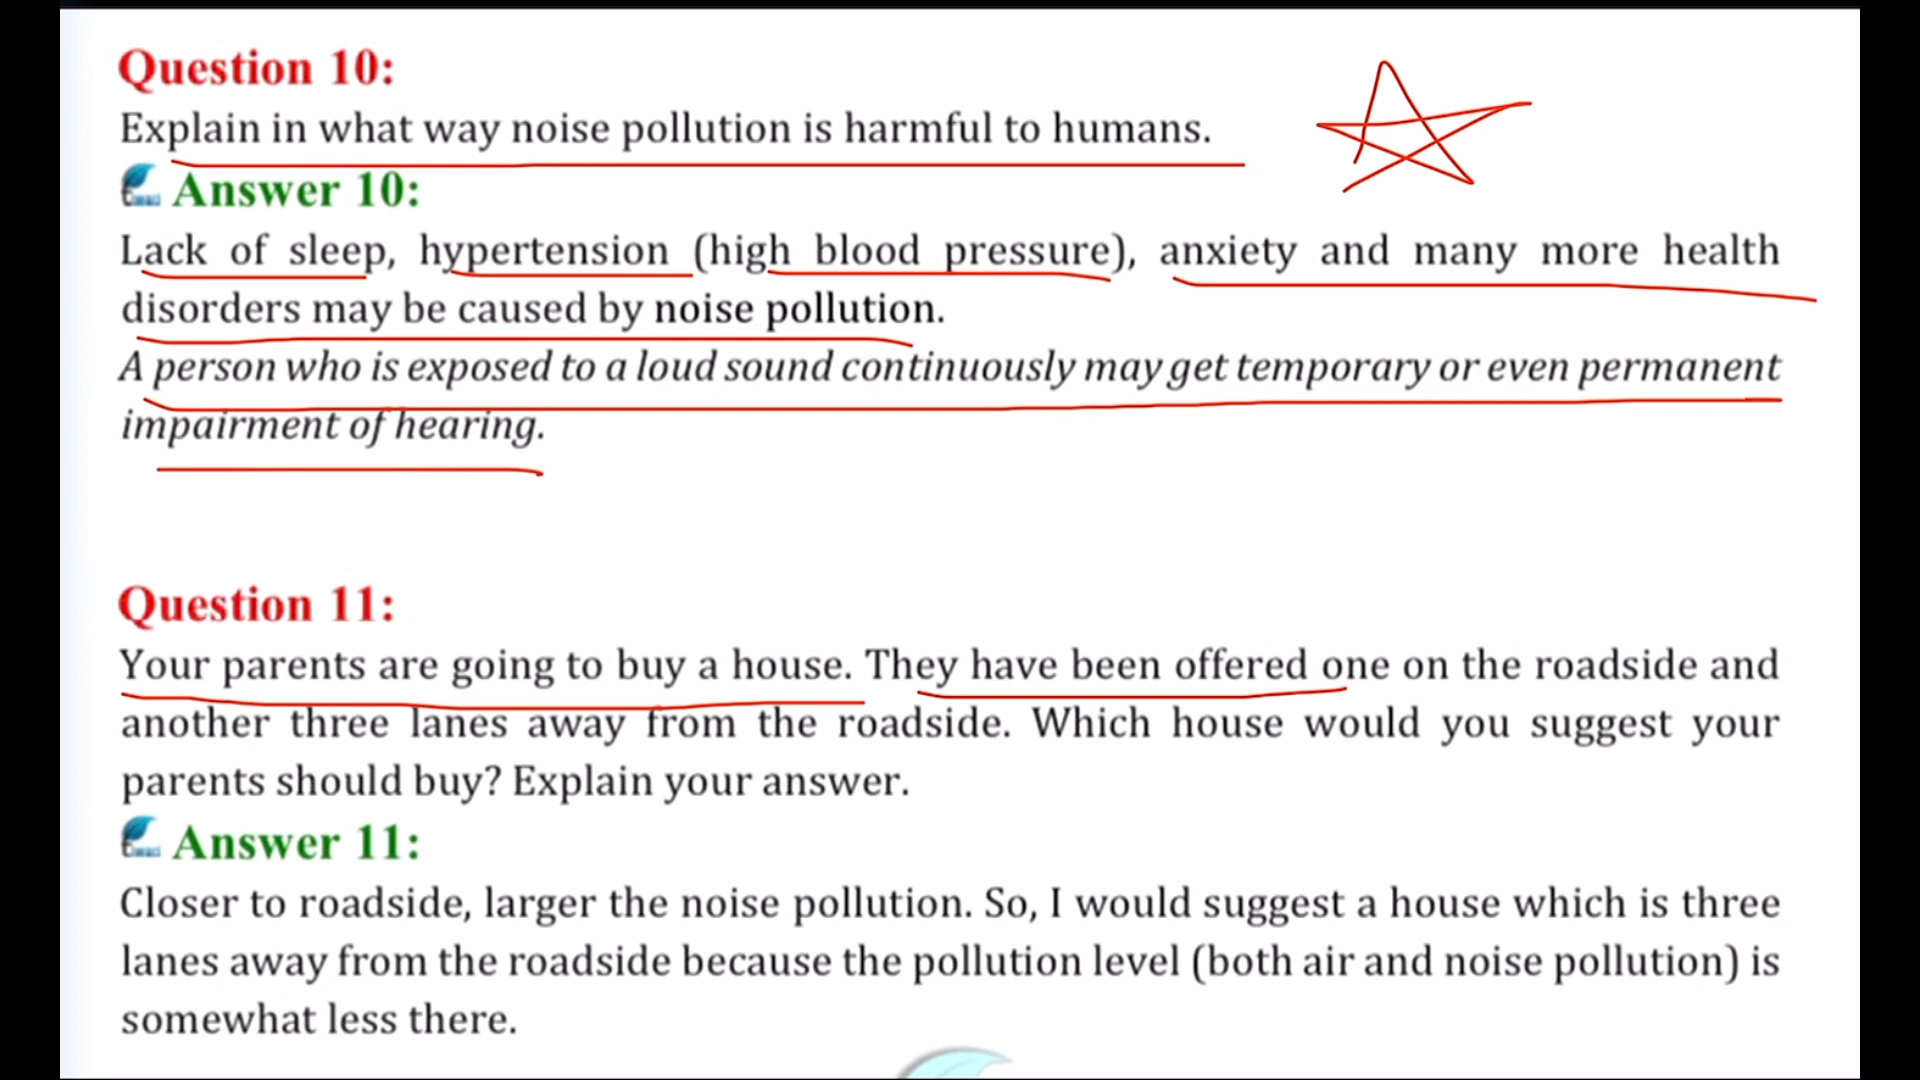 Question 10:
Explain in what way noise pollution is harmful to humans.
Answer 10:
Lack of sleep, hypertension (high blood pressure), anxiety and many more health
disorders may be caused by noise pollution.
A person who is exposed to a loud sound continuously may get temporary or even permanent
impairment of hearing.
Question 11:
Your parents are going to buy a house. They have been offered one on the roadside and
another three lanes away from the roadside. Which house would you suggest your
parents should buy? Explain your answer.
Answer 11:
Closer to roadside, larger the noise pollution. So, I would suggest a house which is three
lanes away from the roadside because the pollution level (both air and noise pollution) is
somewhat less there.